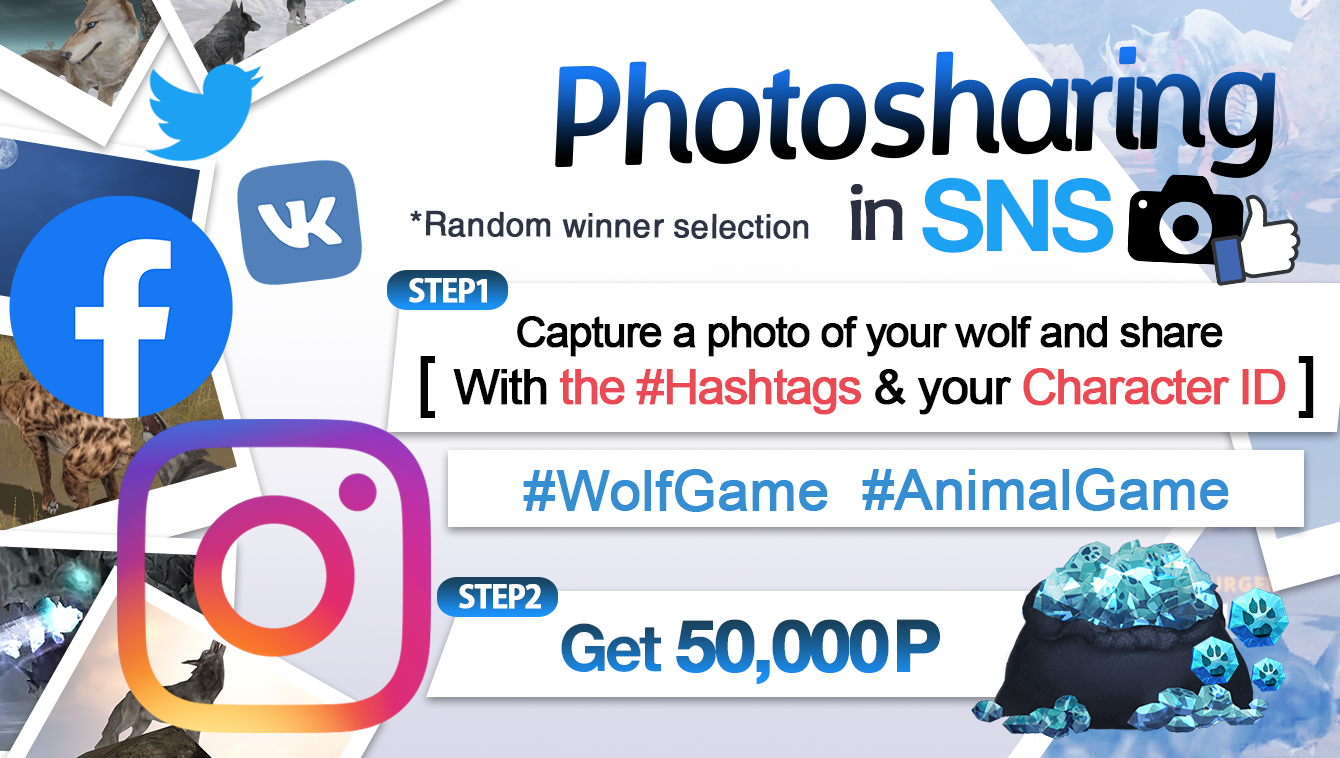 Photosharing
in SNS
*Random winner selection
STEP1
Capture a photo of your wolf and share
[ With the #Hashtags & your Character ID ]
#WolfGame #AnimalGame
STEP2
Get 50,000P